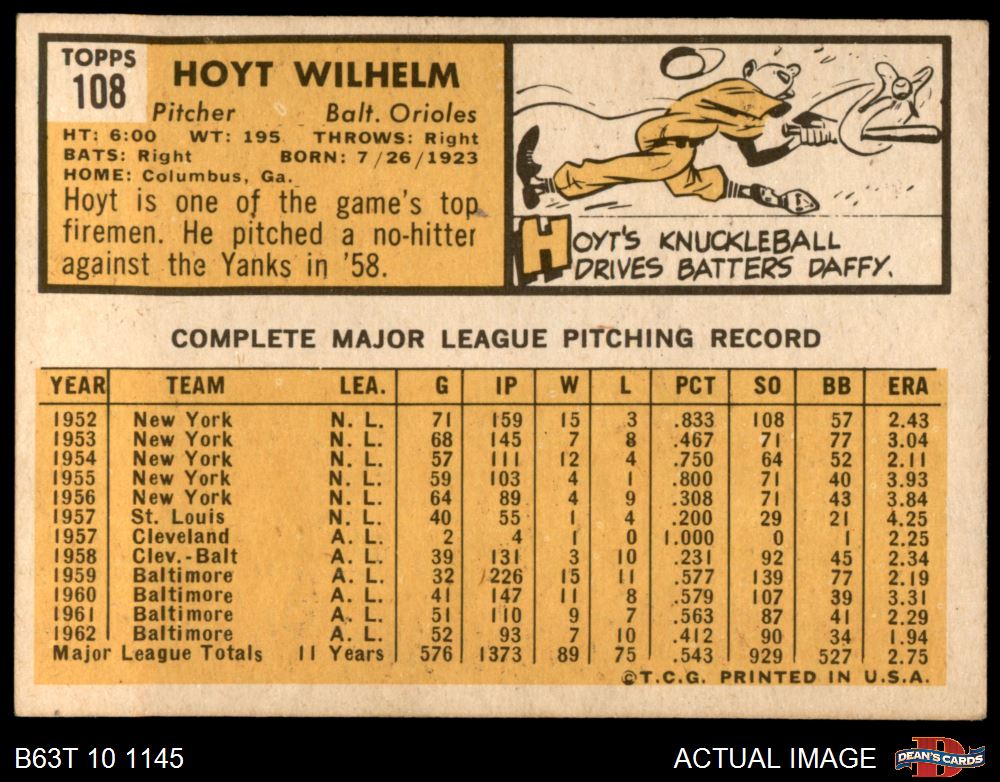 TOPPS
108
HOYT WILHELM
Pitcher Balt. Orioles
HT: 6:00 WT: 195 THROWS: Right
BATS: Right BORN: 7/26/1923
HOME: Columbus, Ga.
Hoyt is one of the game's top
firemen. He pitched a no-hitter
against the Yanks in '58.
HOYT'S KNUCKLEBALL
DRIVES BATTERS DAFFY.
COMPLETE MAJOR LEAGUE PITCHING RECORD
YEAR TEAM LEA. G IP W L PCT SO BB ERA
1952 New York N. L. 71 159 15 3 .833 108 57 2.43
1953 New York N. L. 68 145 7 8 .467 71 77 3.04
1954 New York N. L. 57 111 12 4 .750 64 52 2.11
1955 New York N. L. 59 103 4 1 .800 71 40 3.93
1956 New York N. L. 64 89 4 9 .308 71 43 3.84
1957 St. Louis N. L. 40 55 1 4 .200 29 21 4.25
1957 Cleveland A. L. 2 4 1 0 1.000 0 1 2.25
1958 Clev.-Balt A. L. 39 131 3 10 .231 92 45 2.34
1959 Baltimore A. L. 32 226 15 11 .577 139 77 2.19
1960 Baltimore A. L. 41 147 11 8 .579 107 39 3.31
1961 Baltimore A. L. 51 110 9 7 .563 87 41 2.29
1962 Baltimore A. L. 52 93 7 10 .412 90 34 1.94
Major League Totals 11 Years 576 1373 89 75 .543 929 527 2.75
©T.C.G. PRINTED IN U.S.A.
B63T 10 1145
ACTUAL IMAGE
D
DEAN'S CARDS